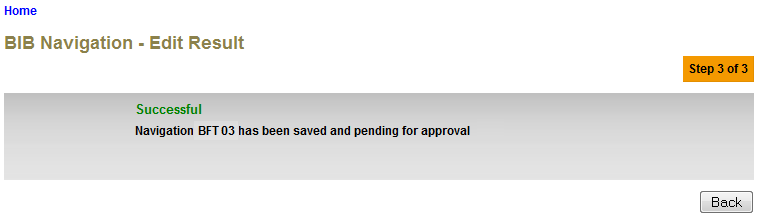 Home
BIB Navigation - Edit Result
Step 3 of 3
Successful
Navigation BFT 03 has been saved and pending for approval
Back